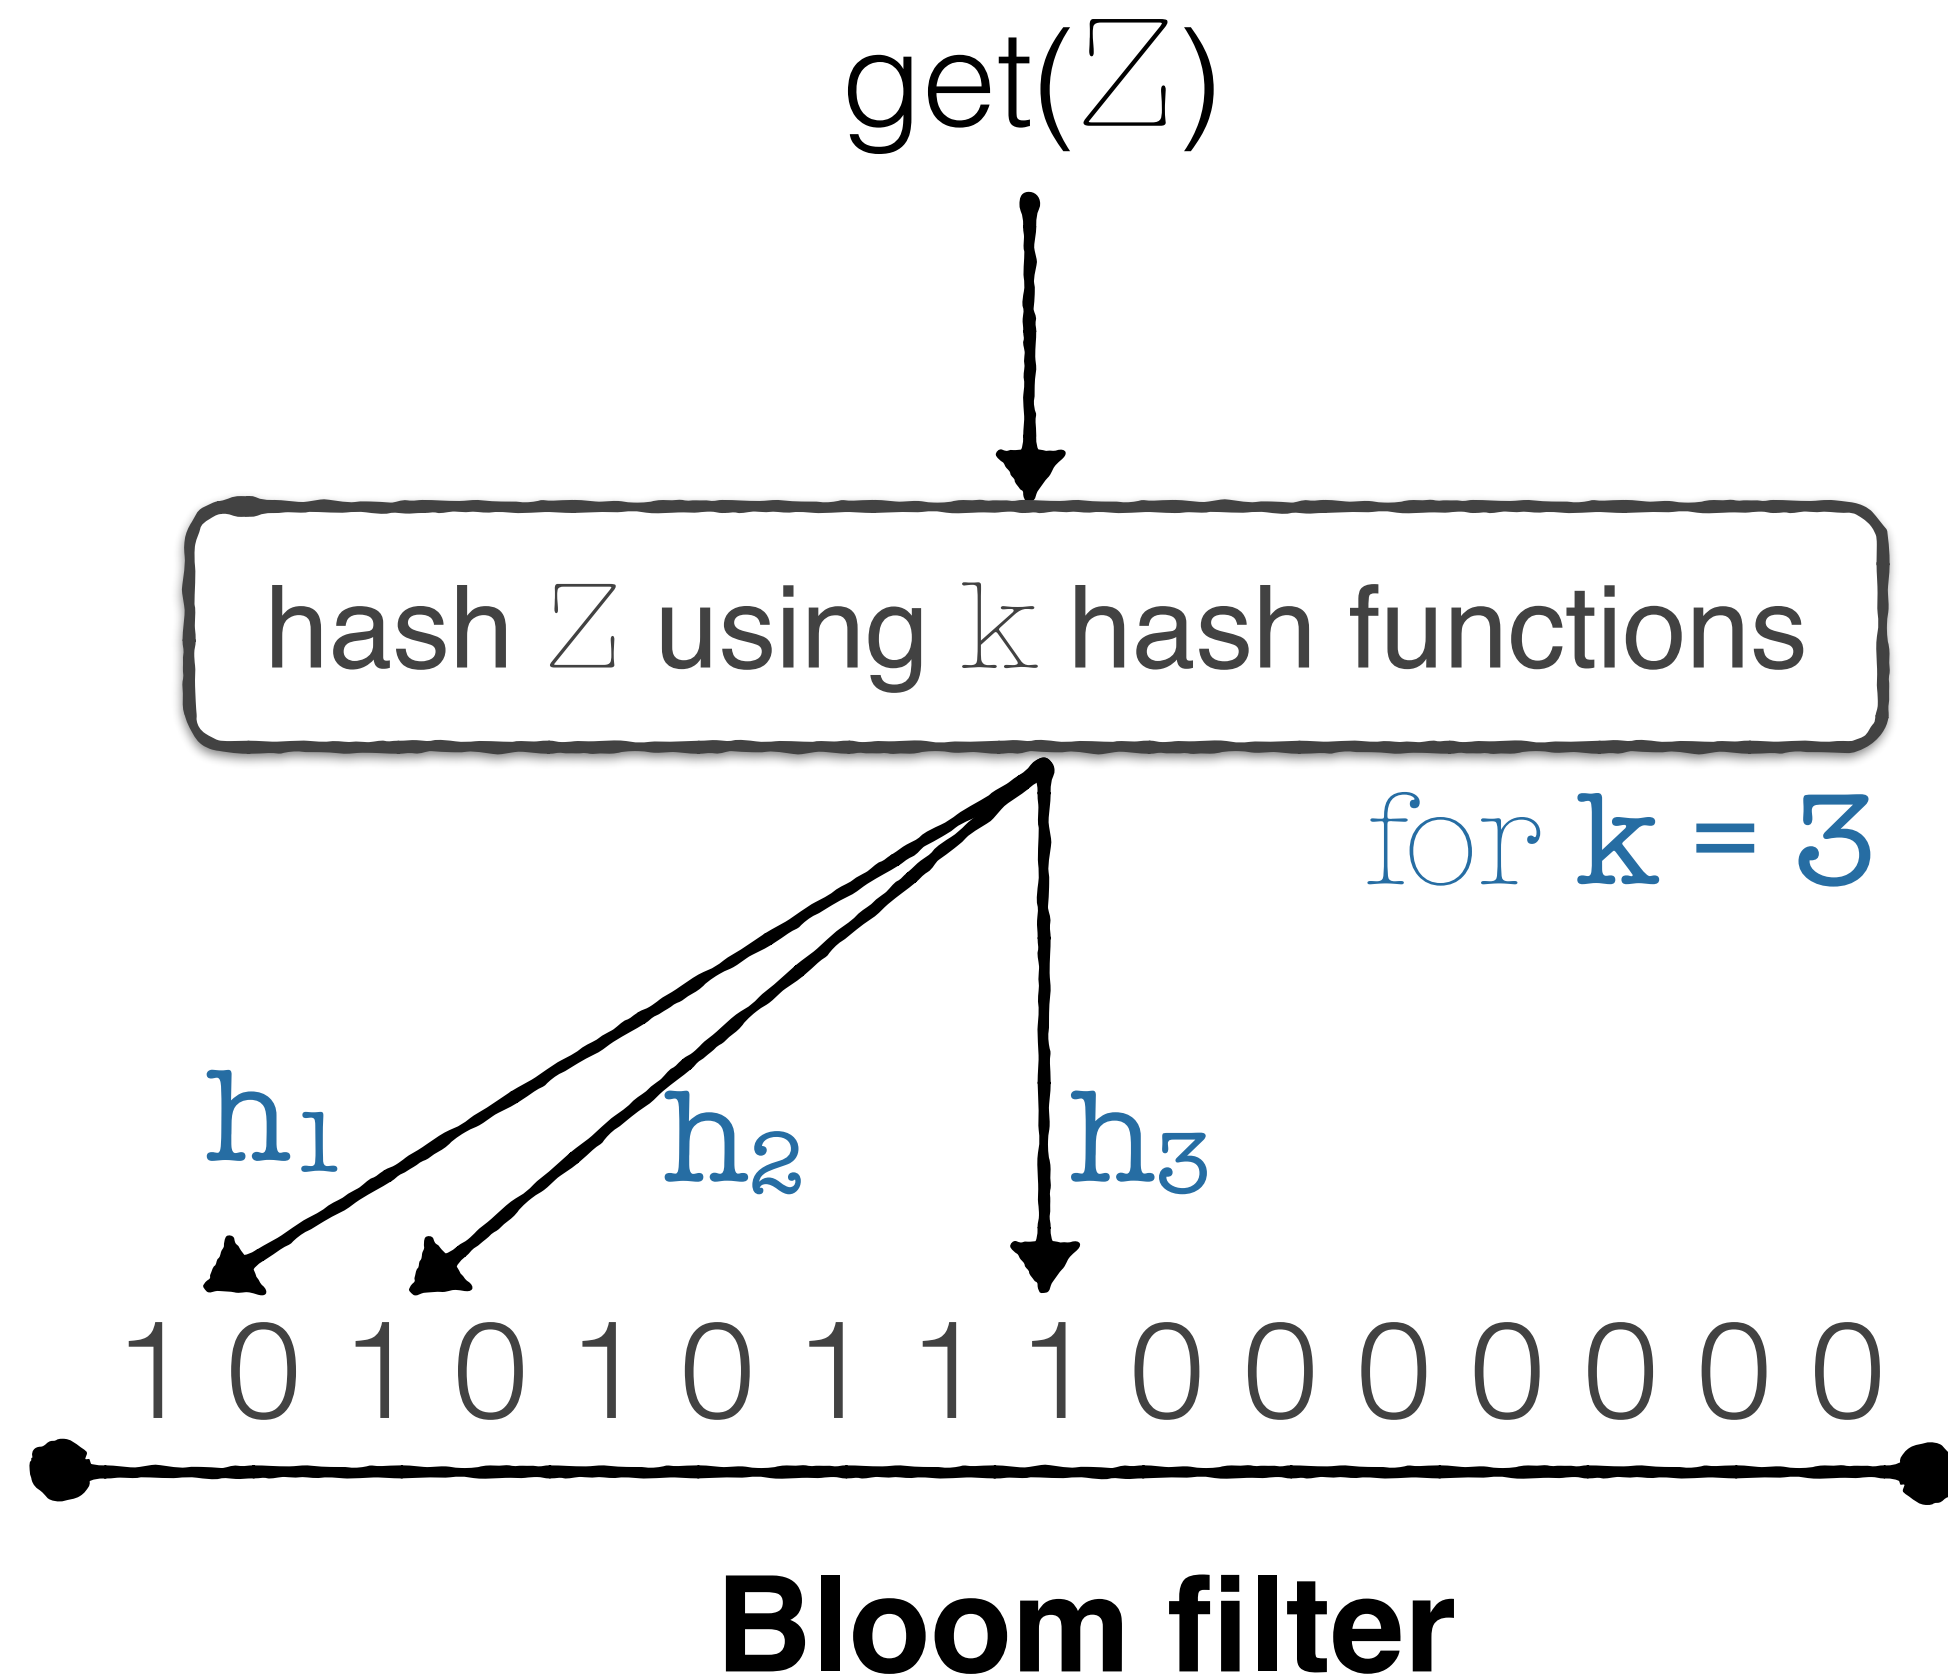 get(Z)
hash Z using k hash functions
for k = 3
h1 h2 h3
1 0 1 0 1 0 1 1 1 0 0 0 0 0 0 0
Bloom filter